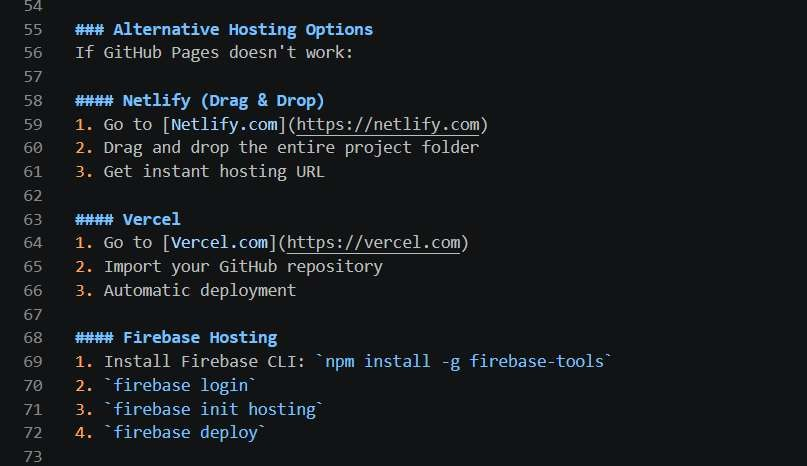 54
55 ### Alternative Hosting Options
56 If GitHub Pages doesn't work:
57
58 #### Netlify (Drag & Drop)
59 1. Go to [Netlify.com](https://netlify.com)
60 2. Drag and drop the entire project folder
61 3. Get instant hosting URL
62
63 #### Vercel
64 1. Go to [Vercel.com](https://vercel.com)
65 2. Import your GitHub repository
66 3. Automatic deployment
67
68 #### Firebase Hosting
69 1. Install Firebase CLI: `npm install -g firebase-tools`
70 2. `firebase login`
71 3. `firebase init hosting`
72 4. `firebase deploy`
73